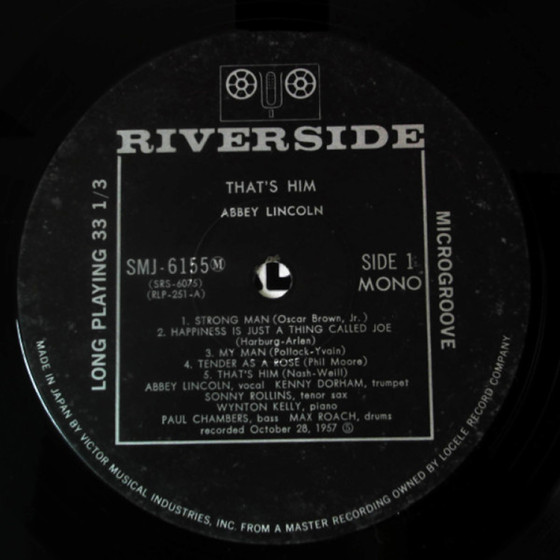 RIVERSIDE
THAT'S HIM
ABBEY LINCOLN
LONG PLAYING 33 1/3
MICROGROOVE
SMJ-6155Ⓜ
(SRS-6075)
(RLP-251-A)
SIDE 1
MONO
1. STRONG MAN (Oscar Brown, Jr.)
2. HAPPINESS IS JUST A THING CALLED JOE
(Harburg-Arlen)
3. MY MAN (Pollock-Yvain)
4. TENDER AS A ROSE (Phil Moore)
5. THAT'S HIM (Nash-Weill)
ABBEY LINCOLN, vocal KENNY DORHAM, trumpet
SONNY ROLLINS, tenor sax
WYNTON KELLY, piano
PAUL CHAMBERS, bass MAX ROACH, drums
recorded October 28, 1957 Ⓢ
MADE IN JAPAN BY VICTOR MUSICAL INDUSTRIES, INC. FROM A MASTER RECORDING OWNED BY LOCELE RECORD COMPANY